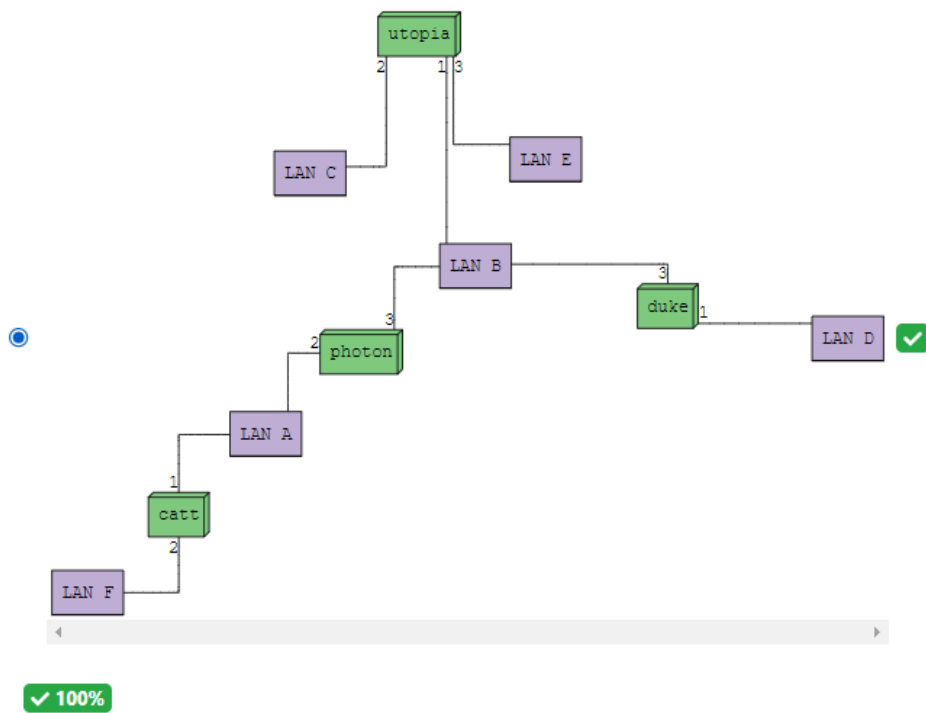 utopia
2
1
3
LAN C
LAN E
LAN B
3
duke
1
LAN D
3
2
photon
LAN A
1
catt
2
LAN F
100%